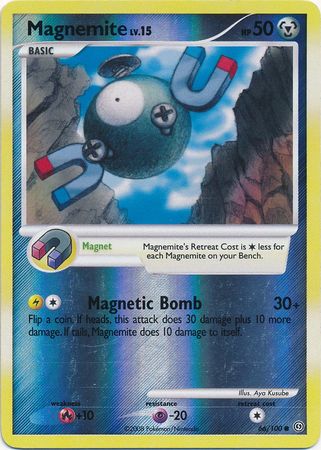 Magnemite LV.15 HP 50
BASIC
Magnet
Magnemite's Retreat Cost is less for
each Magnemite on your Bench.
Magnetic Bomb 30+
Flip a coin. If heads, this attack does 30 damage plus 10 more
damage. If tails, Magnemite does 10 damage to itself.
Illus. Aya Kusube
weakness resistance retreat cost
+10 -20
©2008 Pokémon/Nintendo 66/100